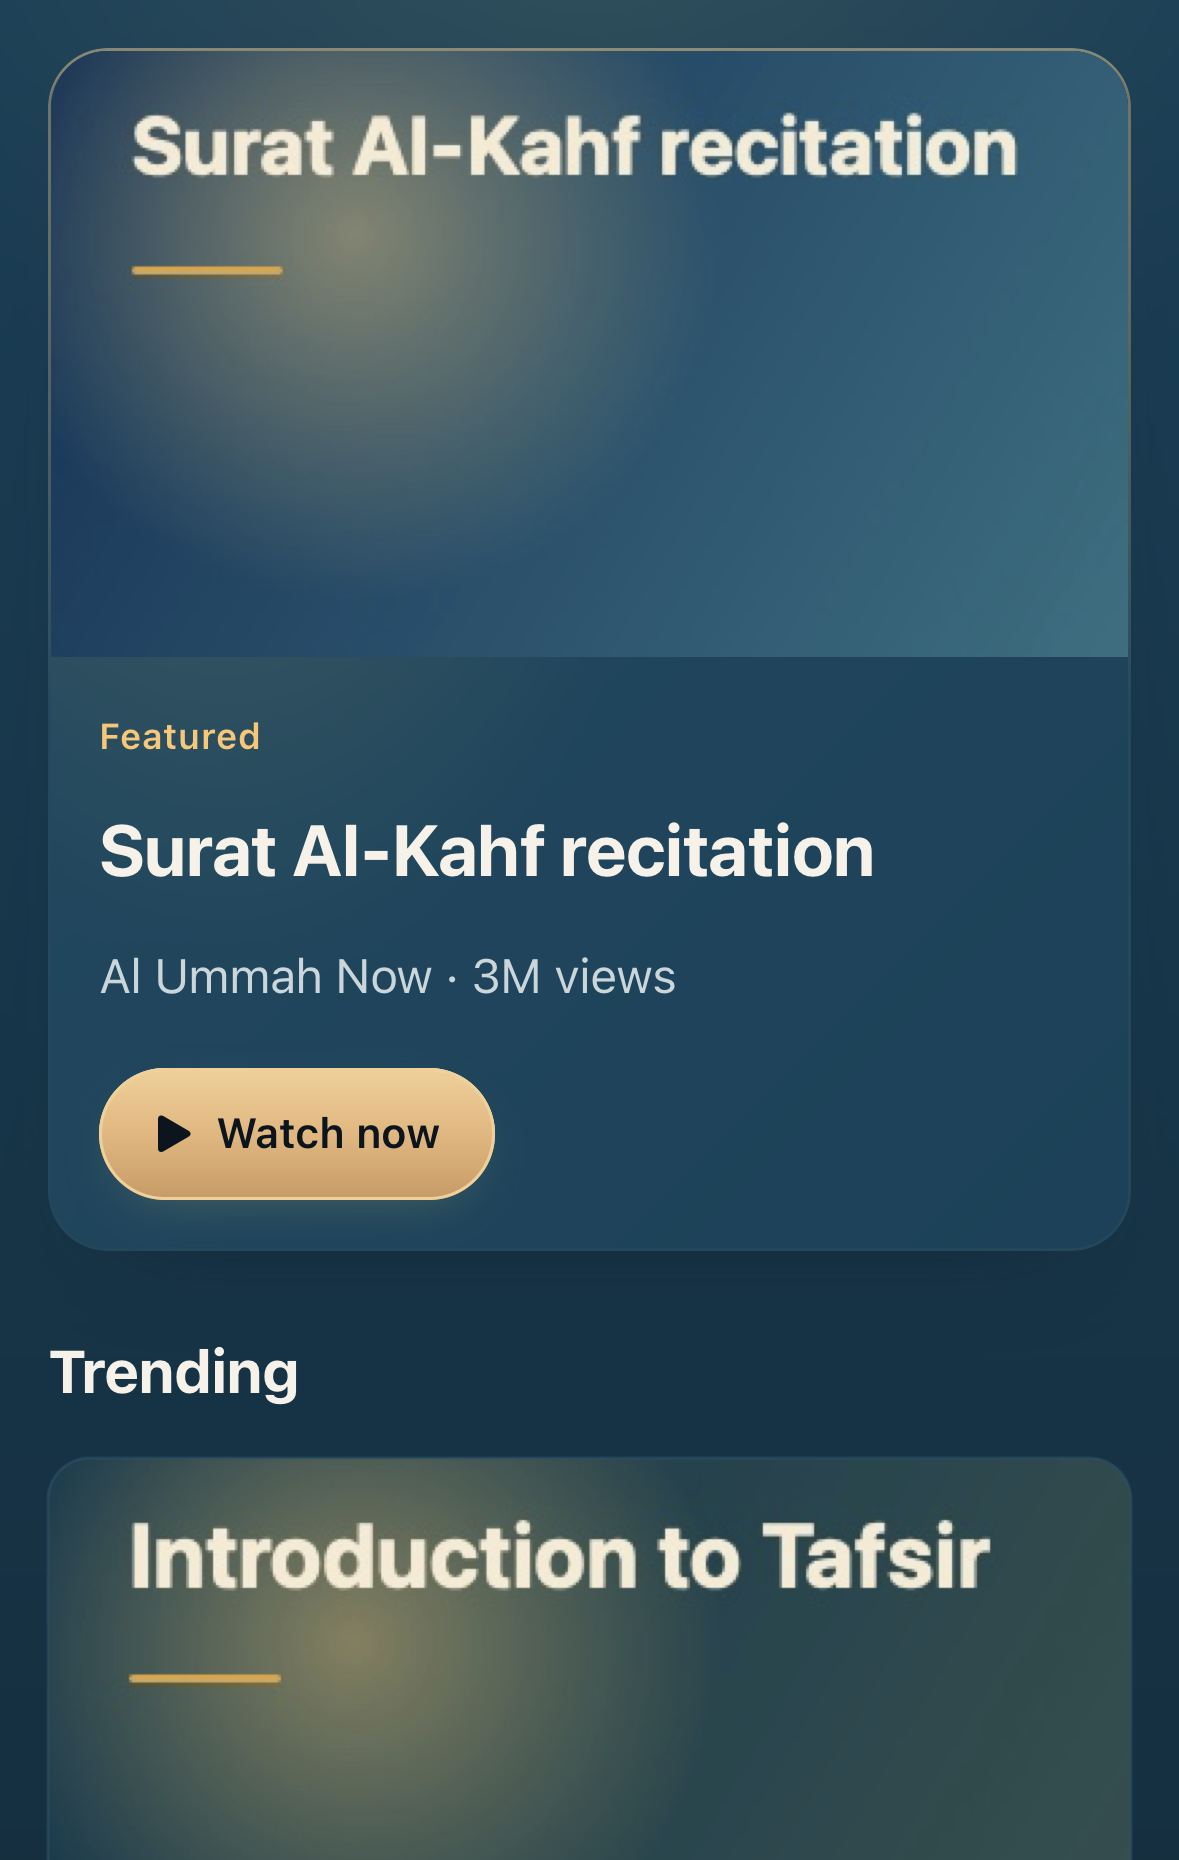 Surat Al-Kahf recitation
Featured
Surat Al-Kahf recitation
Al Ummah Now · 3M views
Watch now
Trending
Introduction to Tafsir